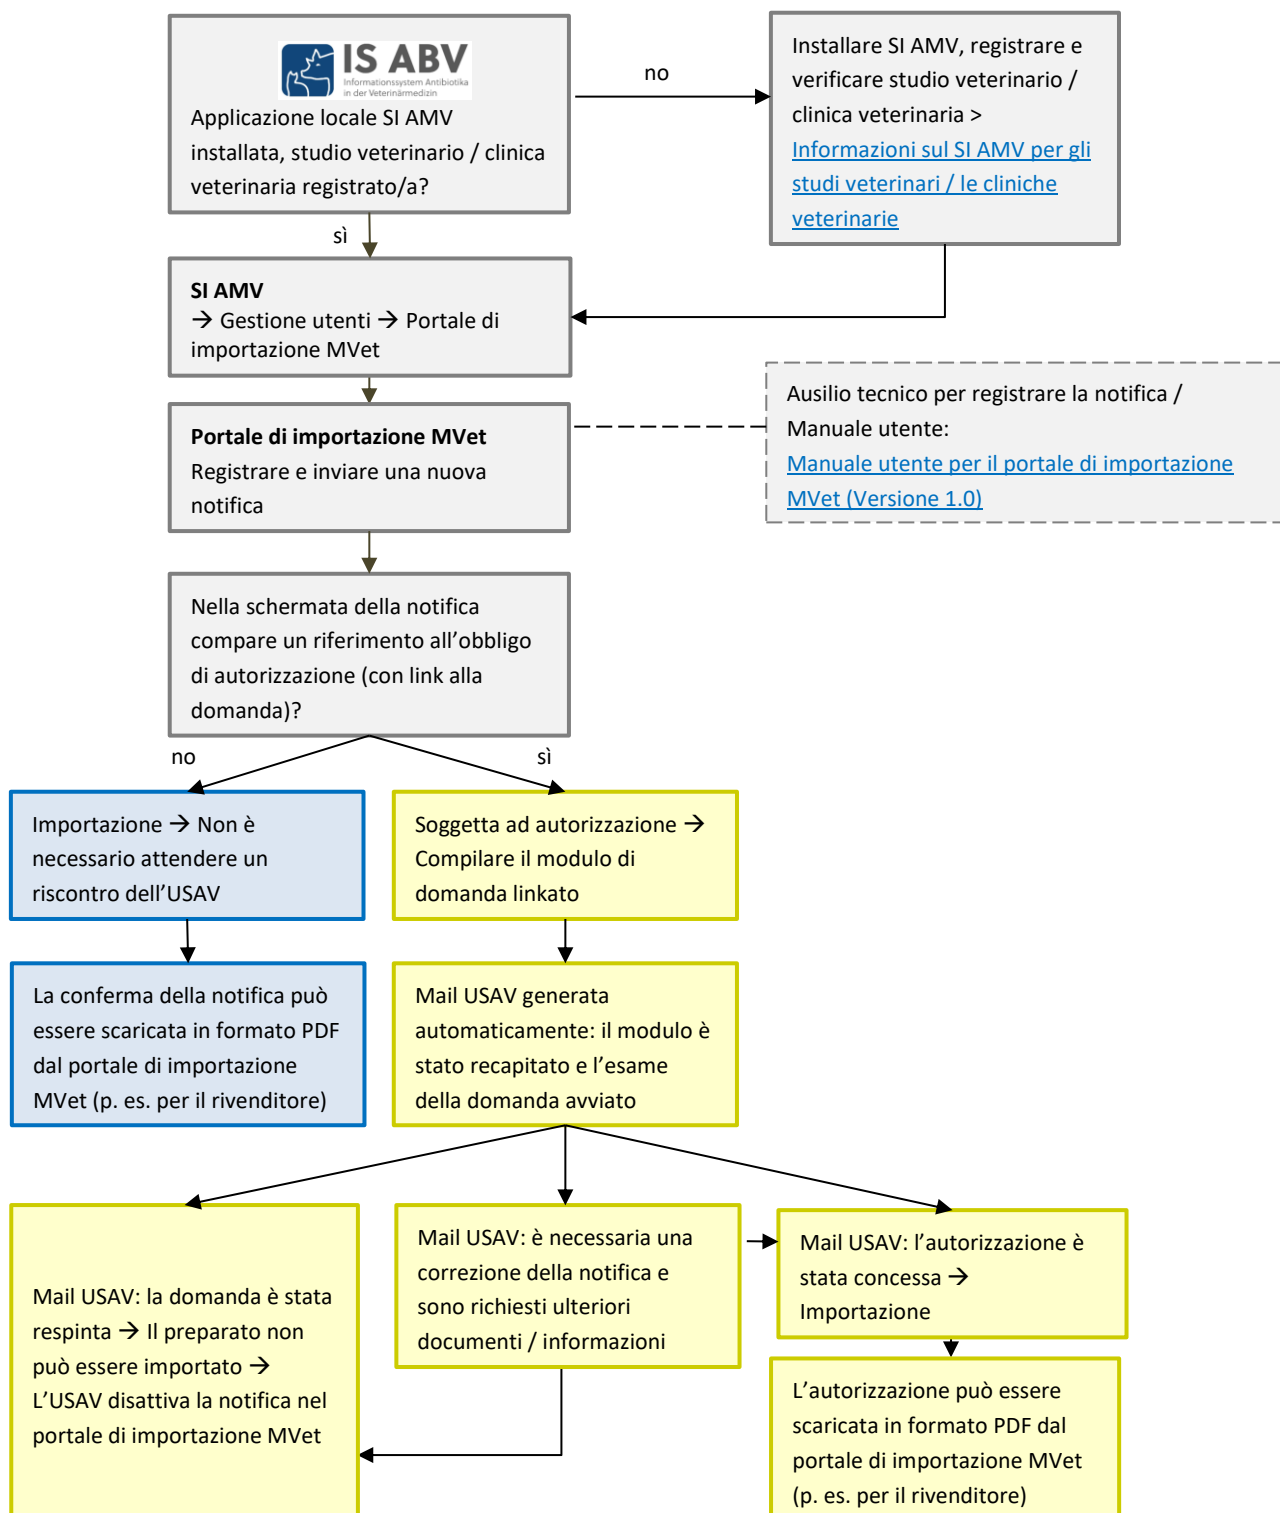 IS ABV
Informationssystem Antibiotika
in der Veterinärmedizin
Applicazione locale SI AMV
installata, studio veterinario / clinica
veterinaria registrato/a?
no
Installare SI AMV, registrare e
verificare studio veterinario /
clinica veterinaria >
Informazioni sul SI AMV per gli
studi veterinari / le cliniche
veterinarie
sì
SI AMV
→ Gestione utenti → Portale di
importazione MVet
Portale di importazione MVet
Registrare e inviare una nuova
notifica
Ausilio tecnico per registrare la notifica /
Manuale utente:
Manuale utente per il portale di importazione
MVet (Versione 1.0)
Nella schermata della notifica
compare un riferimento all’obbligo
di autorizzazione (con link alla
domanda)?
no
sì
Importazione → Non è
necessario attendere un
riscontro dell’USAV
Soggetta ad autorizzazione →
Compilare il modulo di
domanda linkato
La conferma della notifica può
essere scaricata in formato PDF
dal portale di importazione
MVet (p. es. per il rivenditore)
Mail USAV generata
automaticamente: il modulo è
stato recapitato e l’esame
della domanda avviato
Mail USAV: la domanda è stata
respinta → Il preparato non
può essere importato →
L’USAV disattiva la notifica nel
portale di importazione MVet
Mail USAV: è necessaria una
correzione della notifica e
sono richiesti ulteriori
documenti / informazioni
Mail USAV: l’autorizzazione è
stata concessa →
Importazione
L’autorizzazione può essere
scaricata in formato PDF dal
portale di importazione MVet
(p. es. per il rivenditore)